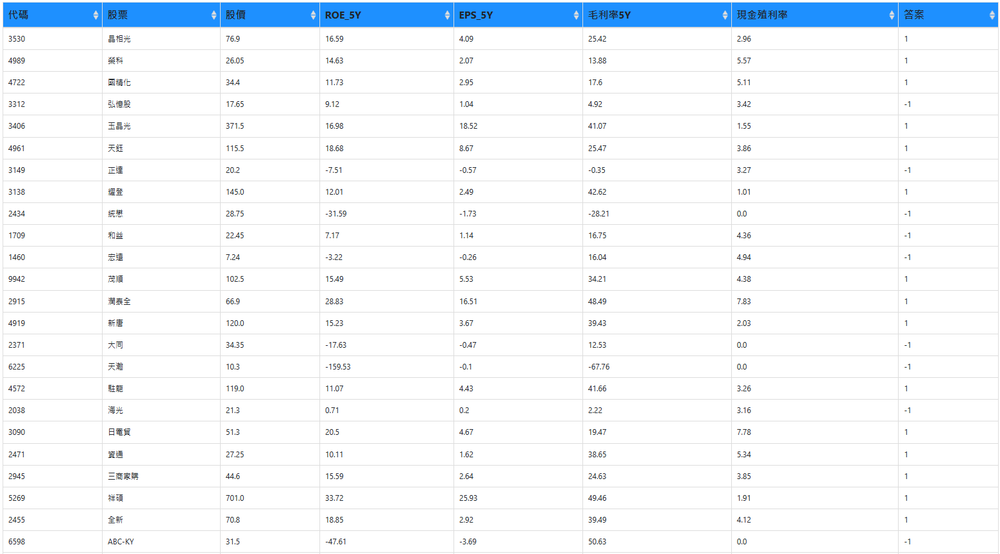 代碼 股票 股價 ROE_5Y EPS_5Y 毛利率5Y 現金殖利率 答案
3530 晶相光 76.9 16.59 4.09 25.42 2.96 1
4989 榮科 26.05 14.63 2.07 13.88 5.57 1
4722 國精化 34.4 11.73 2.95 17.6 5.11 1
3312 弘憶股 17.65 9.12 1.04 4.92 3.42 -1
3406 玉晶光 371.5 16.98 18.52 41.07 1.55 1
4961 天鈺 115.5 18.68 8.67 25.47 3.86 1
3149 正達 20.2 -7.51 -0.57 -0.35 3.27 -1
3138 耀登 145.0 12.01 2.49 42.62 1.01 1
2434 統懋 28.75 -31.59 -1.73 -28.21 0.0 -1
1709 和益 22.45 7.17 1.14 16.75 4.36 -1
1460 宏遠 7.24 -3.22 -0.26 16.04 4.94 -1
9942 茂順 102.5 15.49 5.53 34.21 4.38 1
2915 潤泰全 66.9 28.83 16.51 48.49 7.83 1
4919 新唐 120.0 15.23 3.67 39.43 2.03 1
2371 大同 34.35 -17.63 -0.47 12.53 0.0 -1
6225 天瀚 10.3 -159.53 -0.1 -67.76 0.0 -1
4572 駐龍 119.0 11.07 4.43 41.66 3.26 1
2038 海光 21.3 0.71 0.2 2.22 3.16 -1
3090 日電貿 51.3 20.5 4.67 19.47 7.78 1
2471 資通 27.25 10.11 1.62 38.65 5.34 1
2945 三商家購 44.6 15.59 2.64 24.63 3.85 1
5269 祥碩 701.0 33.72 25.93 49.46 1.91 1
2455 全新 70.8 18.85 2.92 39.49 4.12 1
6598 ABC-KY 31.5 -47.61 -3.69 50.63 0.0 -1